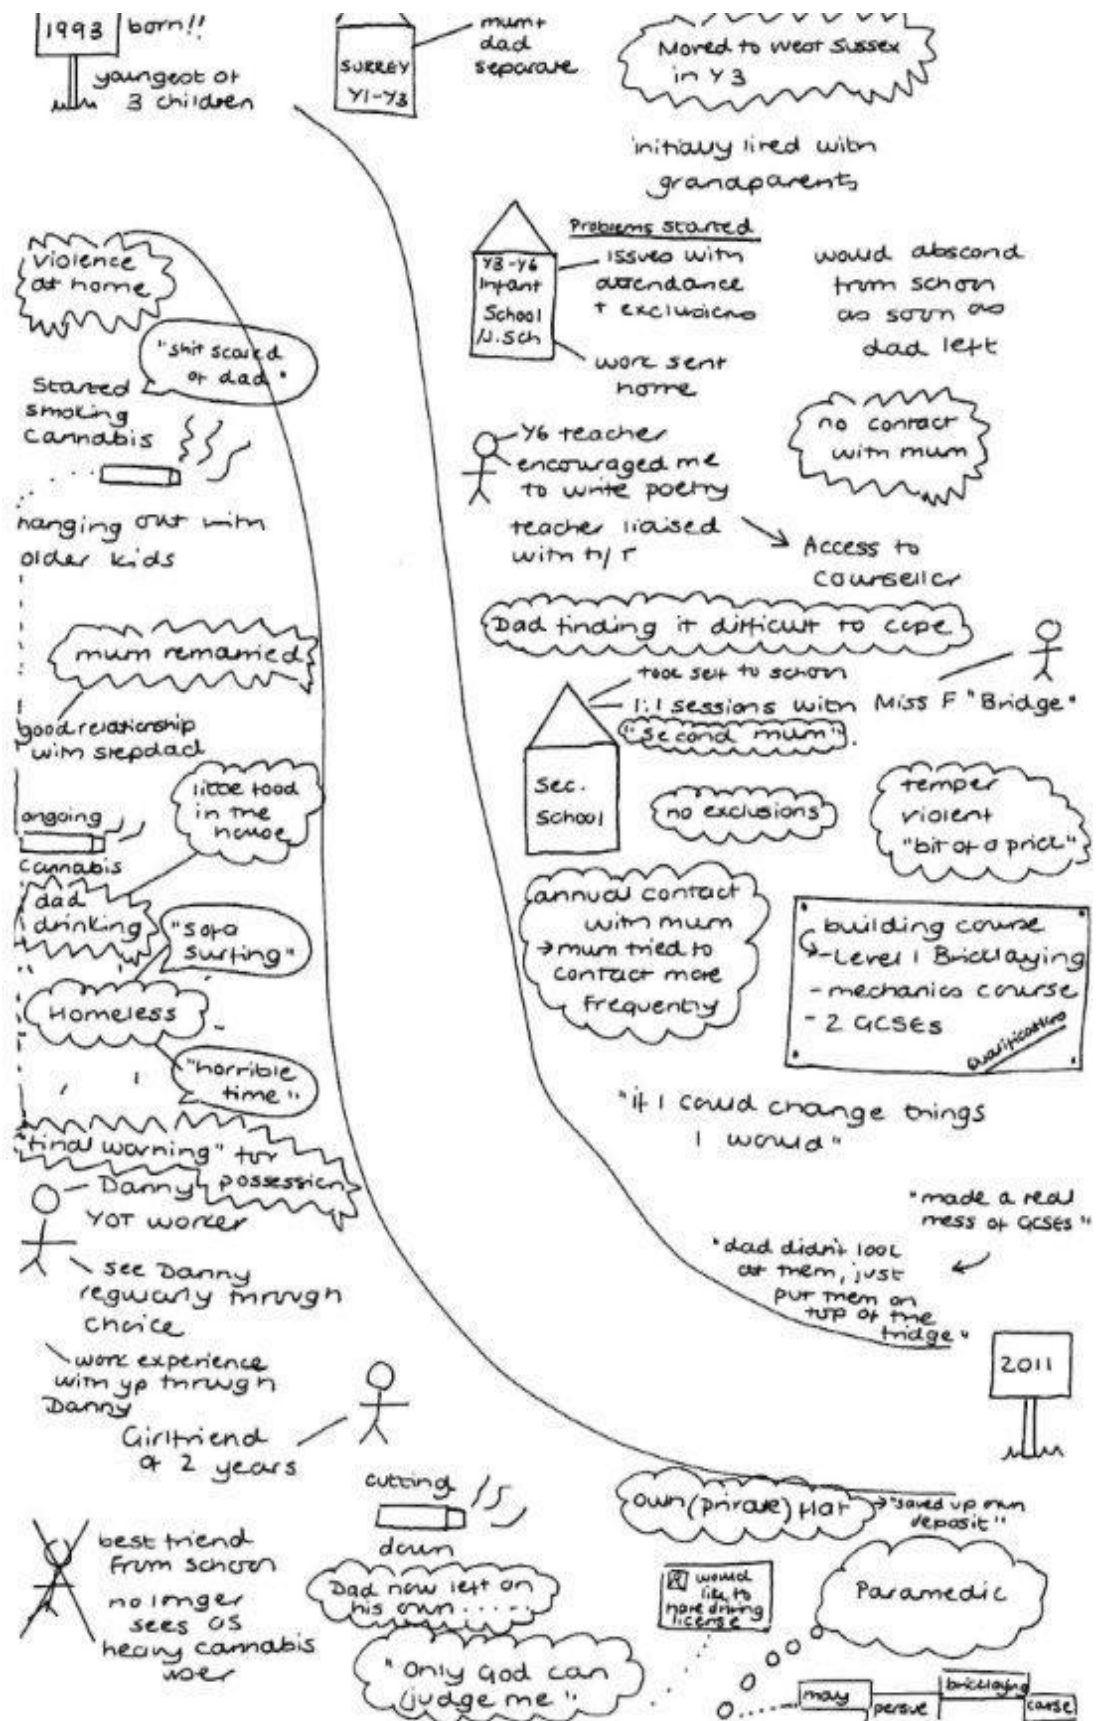 1993
born!!
youngest of
3 children
SURREY
Y1-Y3
mum+
dad
separate
Moved to West Sussex
in Y3
initially lived with
grandparents
violence
at home
"shit scared
of dad"
Started
smoking
cannabis
hanging out with
older kids
Problems started
Y3-Y6
Infant
School
/J.Sch
issues with
attendance
+ exclusions
work sent
home
would abscond
from school
as soon as
dad left
no contact
with mum
Y6 teacher
encouraged me
to write poetry
teacher liaised
with H/T
Access to
counseller
Dad finding it difficult to cope
took self to school
1:1 sessions with Miss F "Bridge"
"Second mum".
Sec.
School
no exclusions
temper
violent
"bit of a prick"
mum remarried
good relationship
with stepdad
little food
in the
house
ongoing
cannabis
dad
drinking
"sofa
surfing"
Homeless
"horrible
time"
annual contact
with mum
→ mum tried to
contact more
frequently
building course
-Level 1 Bricklaying
- mechanics course
- 2 GCSEs
Qualifications
"if I could change things
I would"
"made a real
mess of GCSEs"
"dad didn't look
at them, just
put them on
top of the
fridge"
"final warning" for
possession
Danny
YOT worker
see Danny
regularly through
choice
work experience
with yp through
Danny
Girlfriend
of 2 years
2011
cutting
down
own (private) flat
→ "saved up own
deposit"
best friend
from school
no longer
sees as
heavy cannabis
user
Dad now left on
his own......
"Only God can
judge me"
would
like to
have driving
license
Paramedic
may
persue
bricklaying